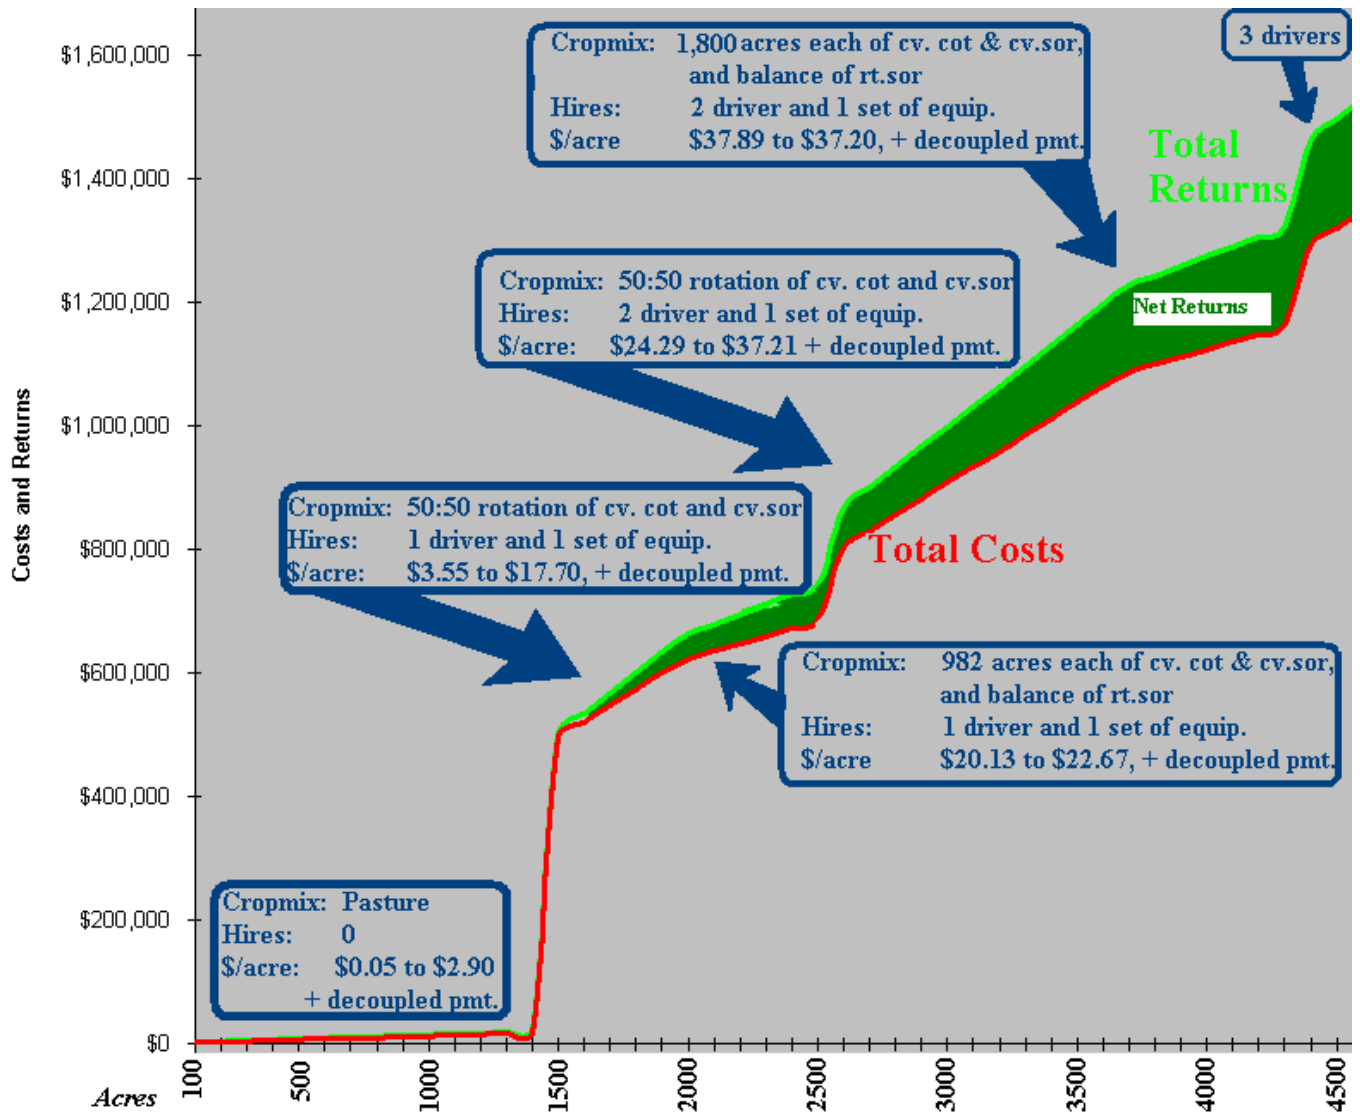 $1,600,000
$1,400,000
$1,200,000
$1,000,000
$800,000
$600,000
$400,000
$200,000
$0
Costs and Returns
Acres
100
500
1000
1500
2000
2500
3000
3500
4000
4500
Cropmix: 1,800 acres each of cv. cot & cv.sor,
and balance of rt.sor
Hires: 2 driver and 1 set of equip.
$/acre $37.89 to $37.20, + decoupled pmt.
3 drivers
Total
Returns
Cropmix: 50:50 rotation of cv. cot and cv.sor
Hires: 2 driver and 1 set of equip.
$/acre: $24.29 to $37.21 + decoupled pmt.
Net Returns
Cropmix: 50:50 rotation of cv. cot and cv.sor
Hires: 1 driver and 1 set of equip.
$/acre: $3.55 to $17.70, + decoupled pmt.
Total Costs
Cropmix: 982 acres each of cv. cot & cv.sor,
and balance of rt.sor
Hires: 1 driver and 1 set of equip.
$/acre $20.13 to $22.67, + decoupled pmt.
Cropmix: Pasture
Hires: 0
$/acre: $0.05 to $2.90
+ decoupled pmt.